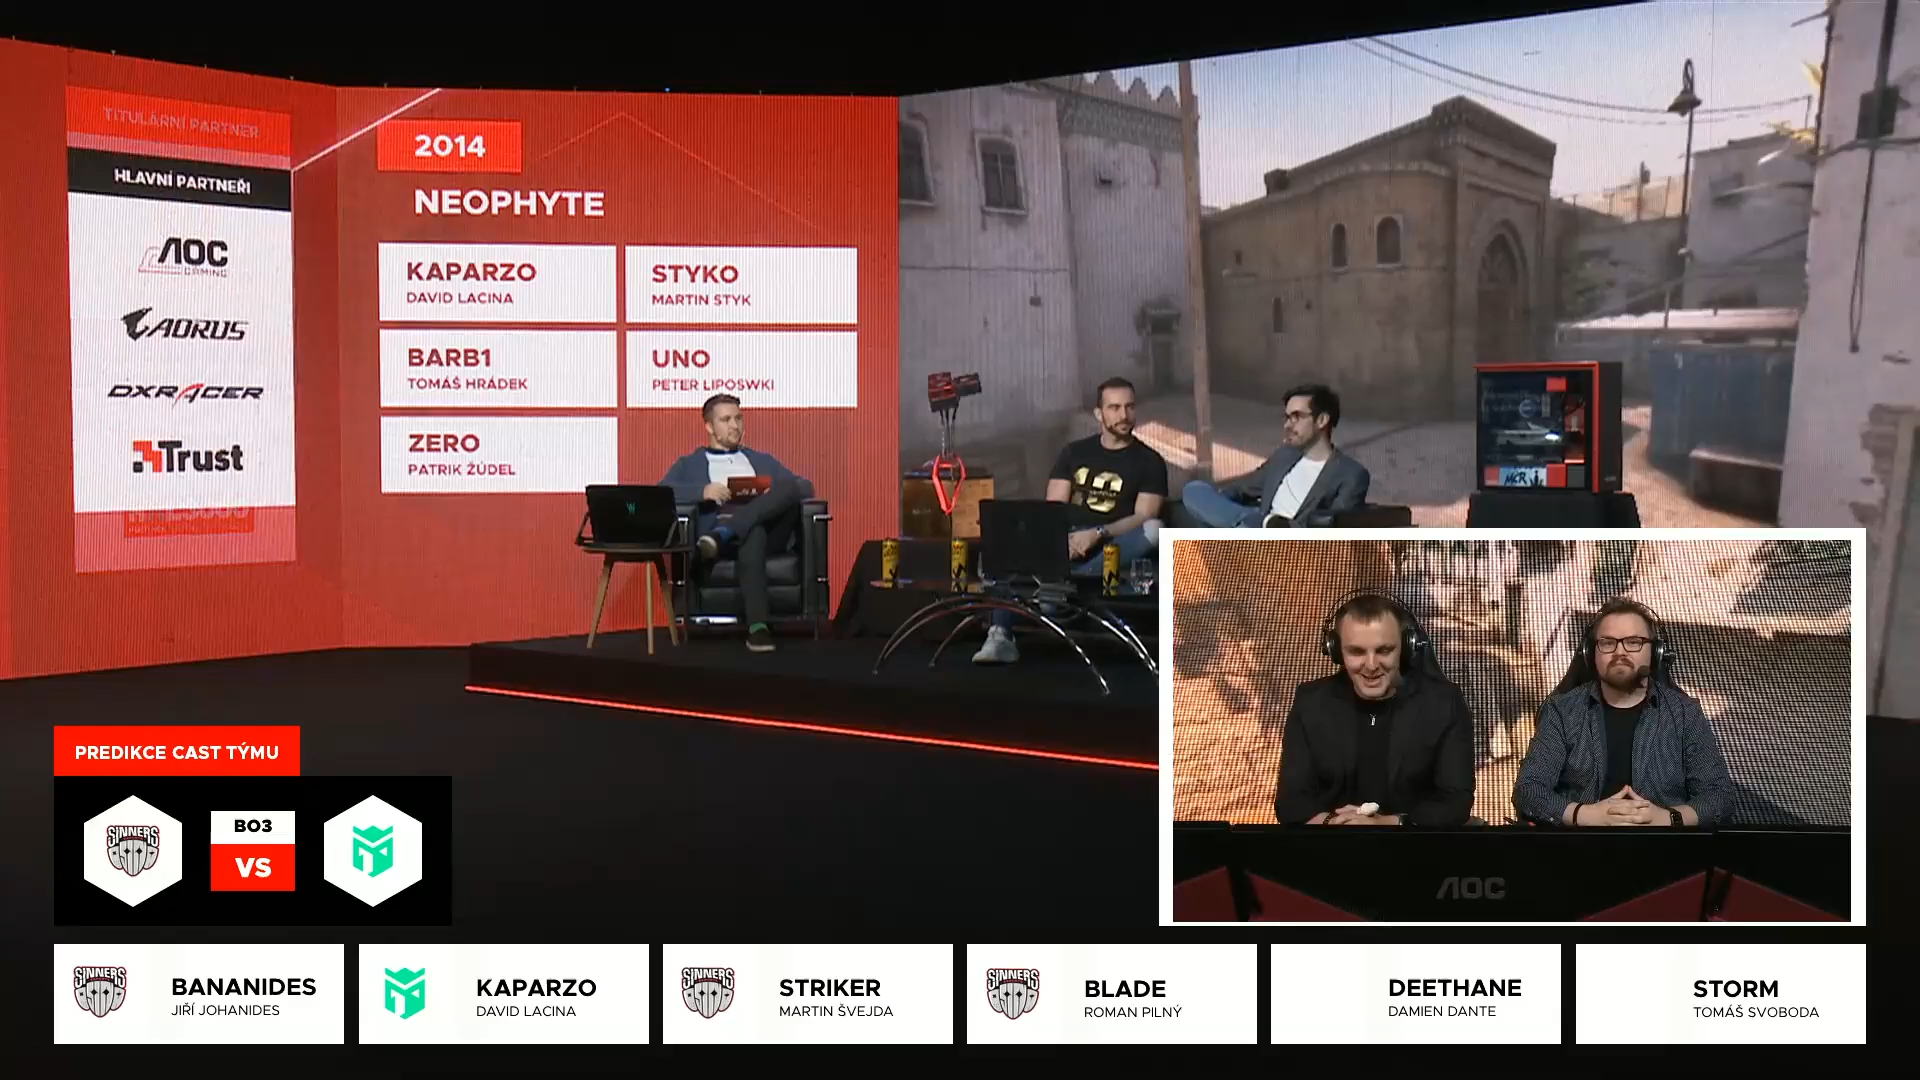 TITULÁRNÍ PARTNER
HLAVNÍ PARTNEŘI
AOC
GAMING
AORUS
DXRACER
Trust
2014
NEOPHYTE
KAPARZO
DAVID LACINA
STYKO
MARTIN STYK
BARB1
TOMÁŠ HRÁDEK
UNO
PETER LIPOSWKI
ZERO
PATRIK ŽÚDEL
MCR
AOC
PREDIKCE CAST TÝMU
SINNERS
BO3
VS
SINNERS
BANANIDES
JIŘÍ JOHANIDES
KAPARZO
DAVID LACINA
SINNERS
STRIKER
MARTIN ŠVEJDA
SINNERS
BLADE
ROMAN PILNÝ
DEETHANE
DAMIEN DANTE
STORM
TOMÁŠ SVOBODA